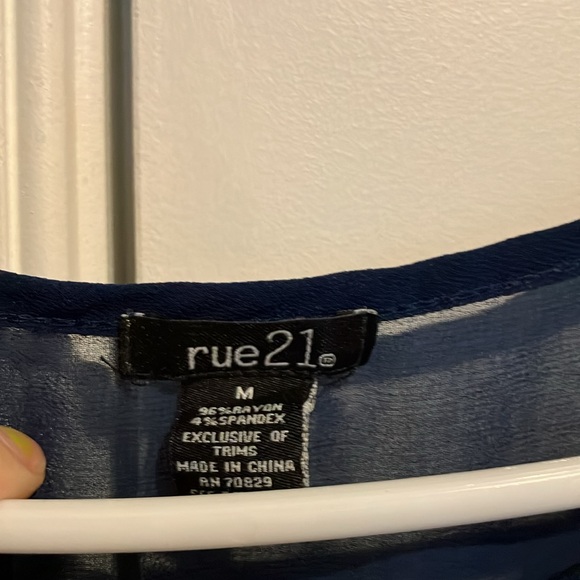 rue21®
M
96%RAYON
4%SPANDEX
EXCLUSIVE OF
TRIMS
MADE IN CHINA
RN 70829